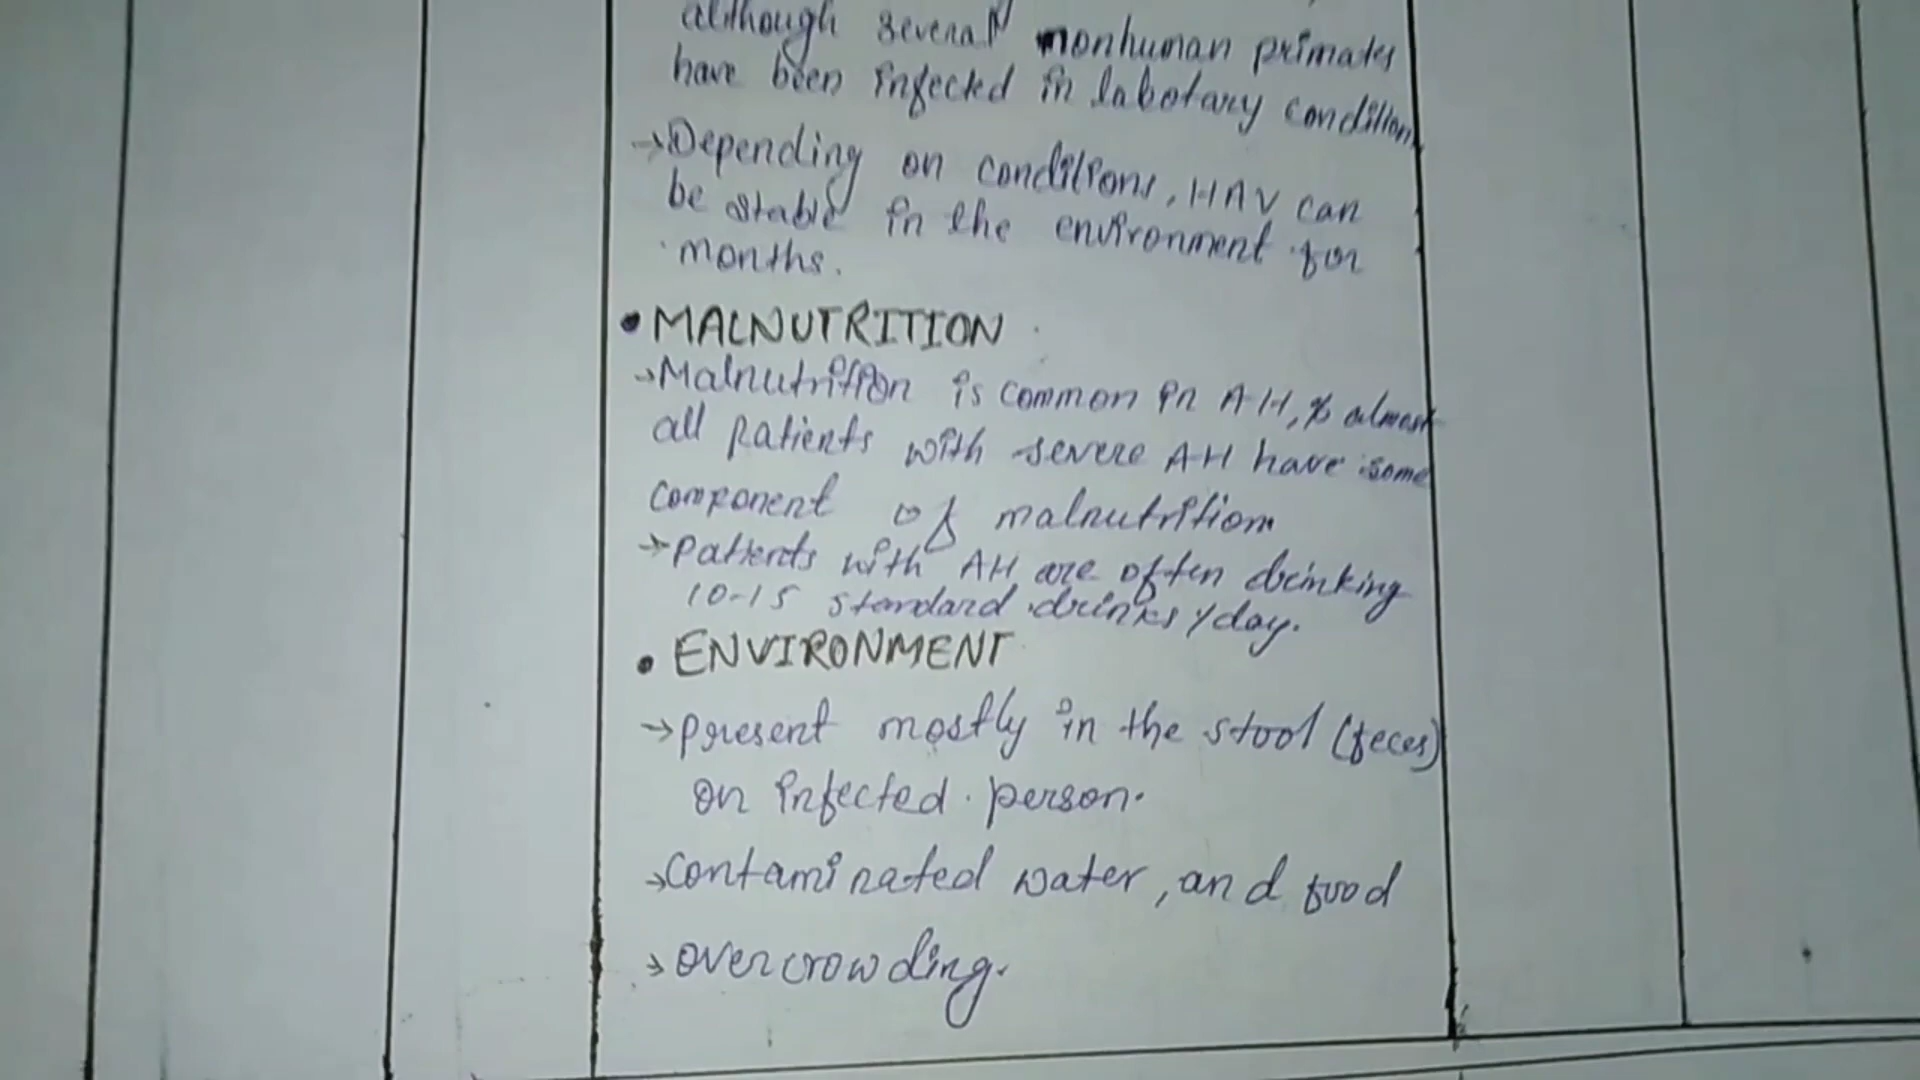 although several nonhuman primates
have been infected in labotary condition
→Depending on conditions, HAV can
be stable in the environment for
months.
• MALNUTRITION
→Malnutrition is common in AH, & almost
all patients with severe AH have some
component of malnutrition
→patients with AH are often drinking
10-15 standard drinks/day.
• ENVIRONMENT
→present mostly in the stool (feces)
on infected person.
→contaminated water, and food
→overcrowding.